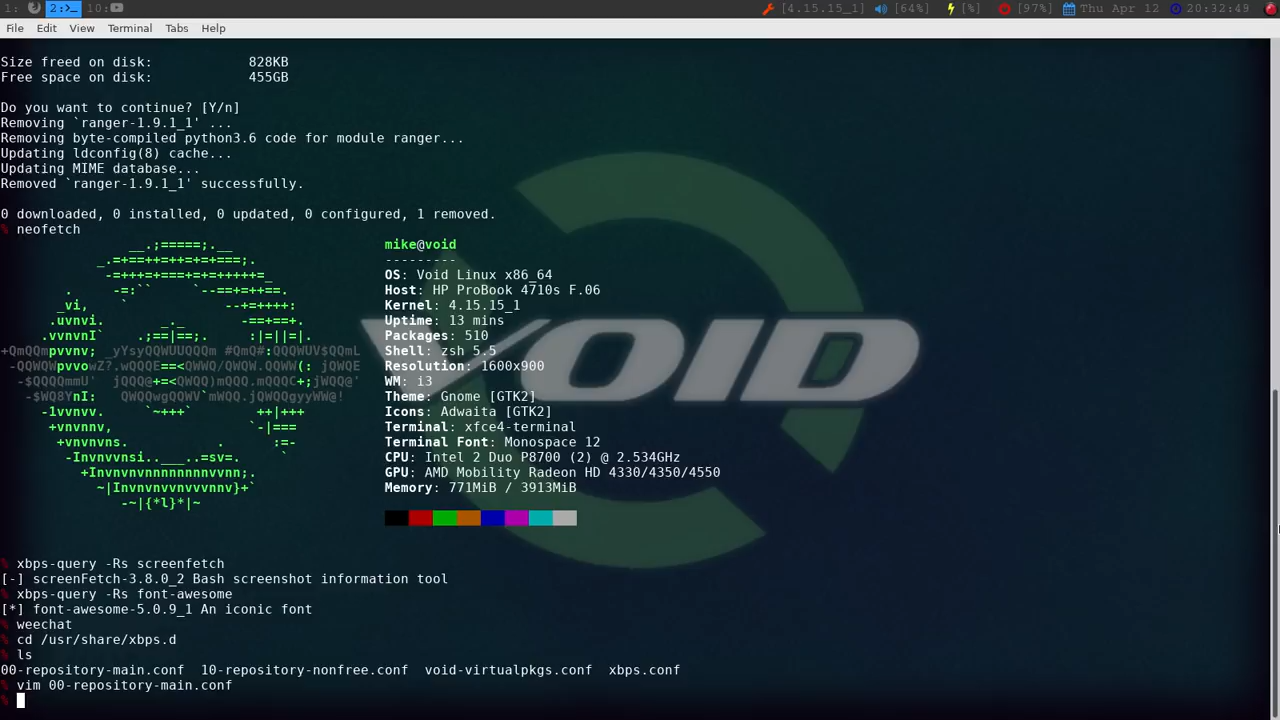 1: 2:>_ 10: [4.15.15_1] [64%] [%] [97%] Thu Apr 12 20:32:49
File Edit View Terminal Tabs Help
Size freed on disk: 828KB
Free space on disk: 455GB
Do you want to continue? [Y/n]
Removing `ranger-1.9.1_1' ...
Removing byte-compiled python3.6 code for module ranger...
Updating ldconfig(8) cache...
Updating MIME database...
Removed `ranger-1.9.1_1' successfully.
0 downloaded, 0 installed, 0 updated, 0 configured, 1 removed.
% neofetch
mike@void
---------
OS: Void Linux x86_64
Host: HP ProBook 4710s F.06
Kernel: 4.15.15_1
Uptime: 13 mins
Packages: 510
Shell: zsh 5.5
Resolution: 1600x900
WM: i3
Theme: Gnome [GTK2]
Icons: Adwaita [GTK2]
Terminal: xfce4-terminal
Terminal Font: Monospace 12
CPU: Intel 2 Duo P8700 (2) @ 2.534GHz
GPU: AMD Mobility Radeon HD 4330/4350/4550
Memory: 771MiB / 3913MiB
VOID
% xbps-query -Rs screenfetch
[-] screenFetch-3.8.0_2 Bash screenshot information tool
% xbps-query -Rs font-awesome
[*] font-awesome-5.0.9_1 An iconic font
% weechat
% cd /usr/share/xbps.d
% ls
00-repository-main.conf 10-repository-nonfree.conf void-virtualpkgs.conf xbps.conf
% vim 00-repository-main.conf
%